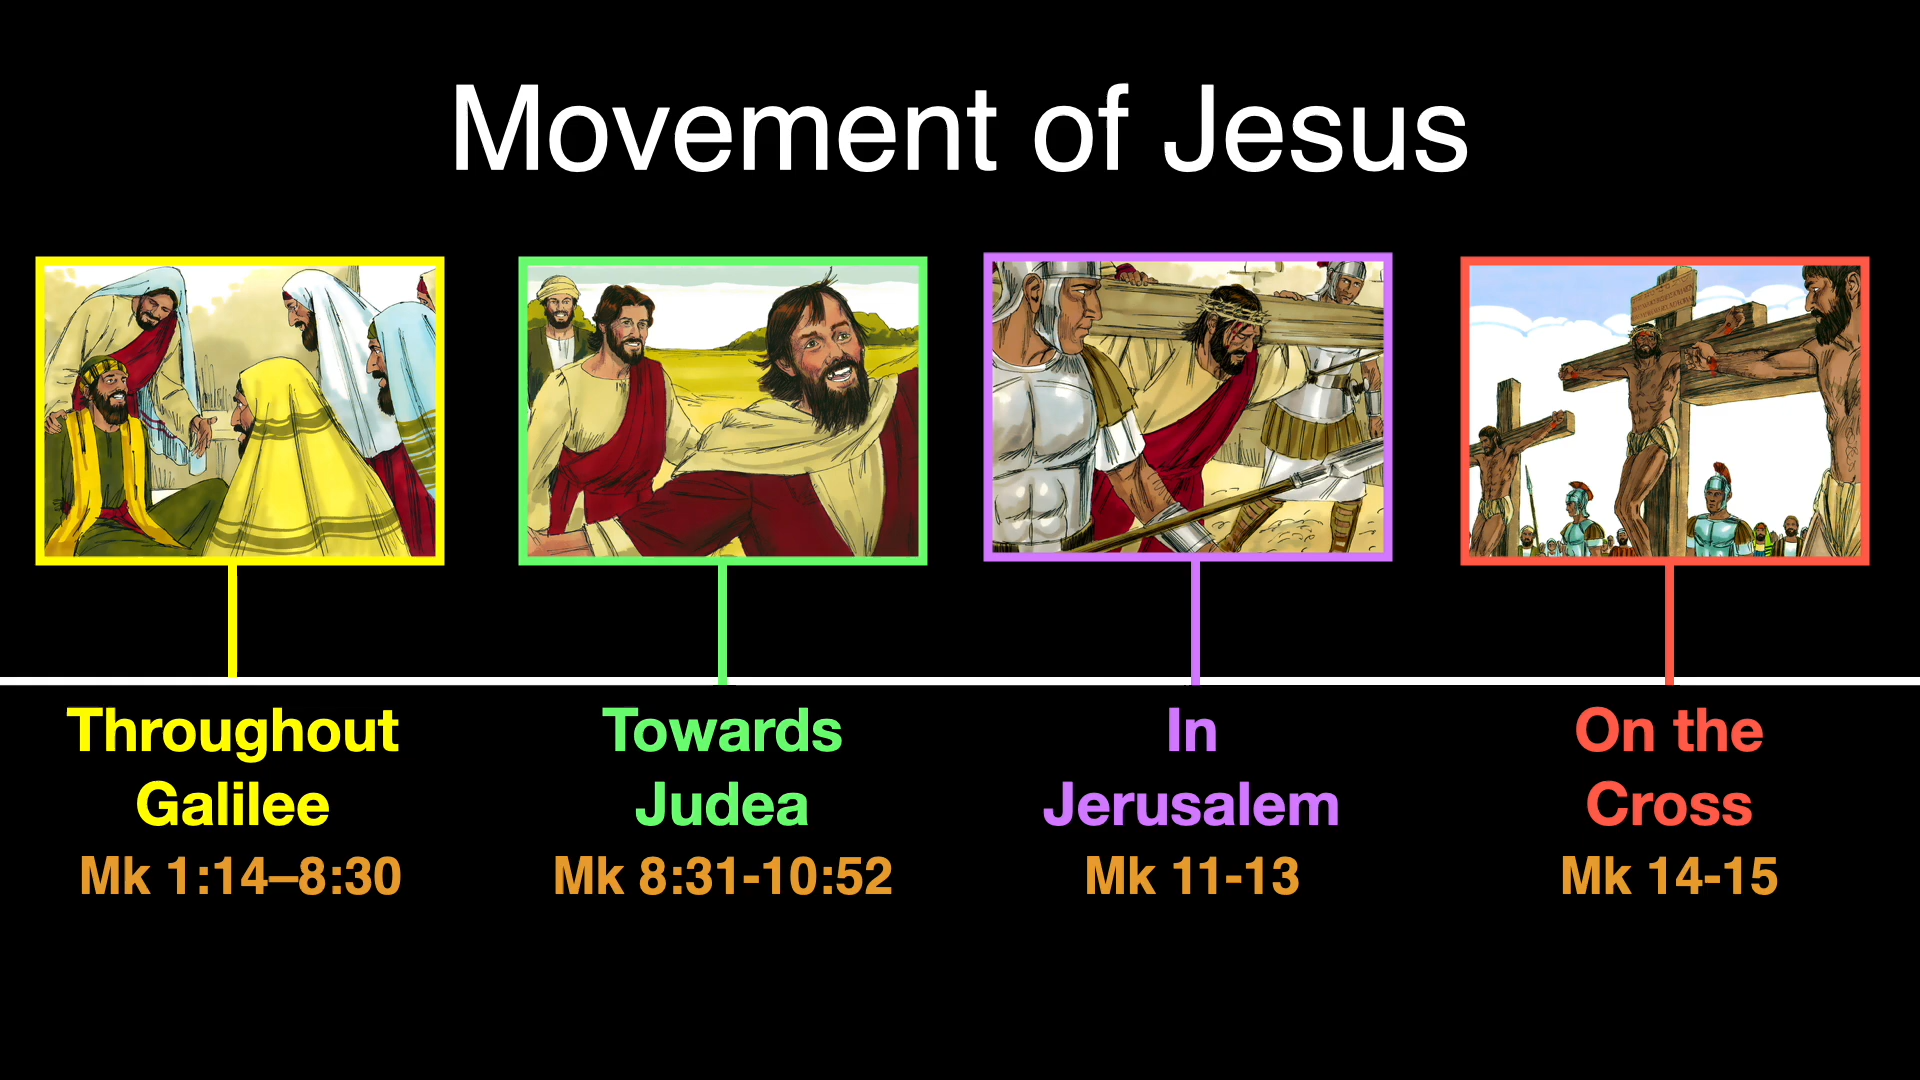 Movement of Jesus
Throughout
Galilee
Mk 1:14–8:30
Towards
Judea
Mk 8:31-10:52
In
Jerusalem
Mk 11-13
On the
Cross
Mk 14-15